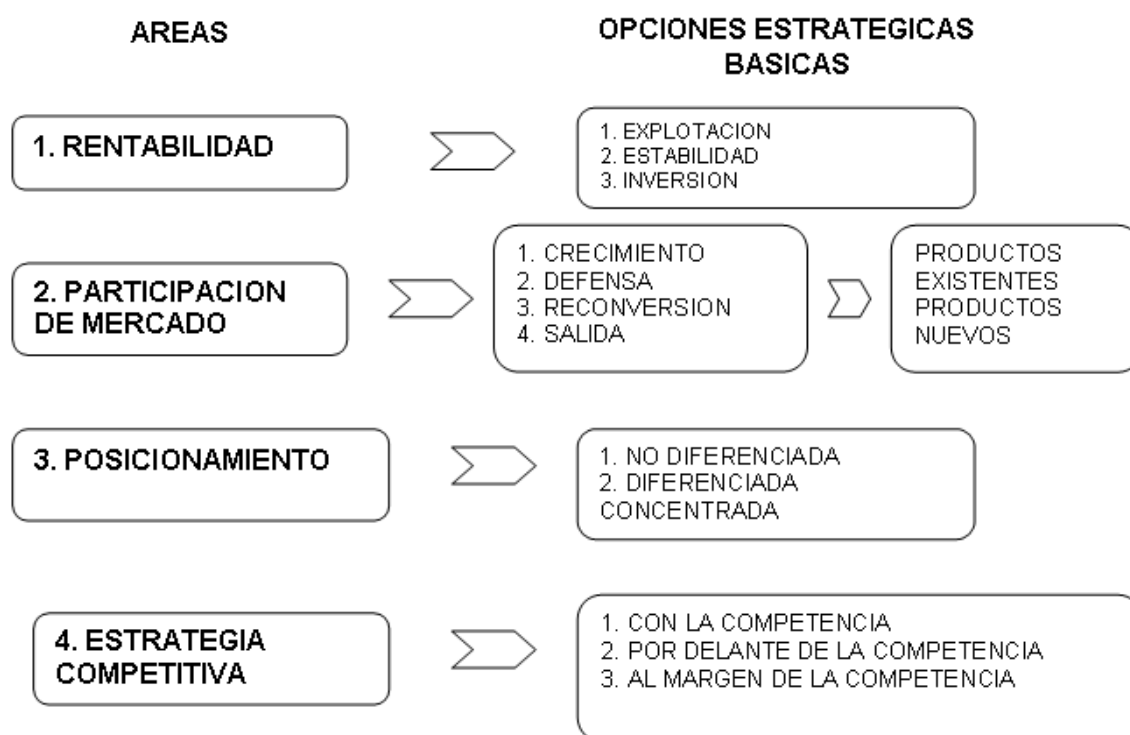 AREAS
OPCIONES ESTRATEGICAS
BASICAS
1. RENTABILIDAD
1. EXPLOTACION
2. ESTABILIDAD
3. INVERSION
2. PARTICIPACION
DE MERCADO
1. CRECIMIENTO
2. DEFENSA
3. RECONVERSION
4. SALIDA
PRODUCTOS
EXISTENTES
PRODUCTOS
NUEVOS
3. POSICIONAMIENTO
1. NO DIFERENCIADA
2. DIFERENCIADA
CONCENTRADA
4. ESTRATEGIA
COMPETITIVA
1. CON LA COMPETENCIA
2. POR DELANTE DE LA COMPETENCIA
3. AL MARGEN DE LA COMPETENCIA